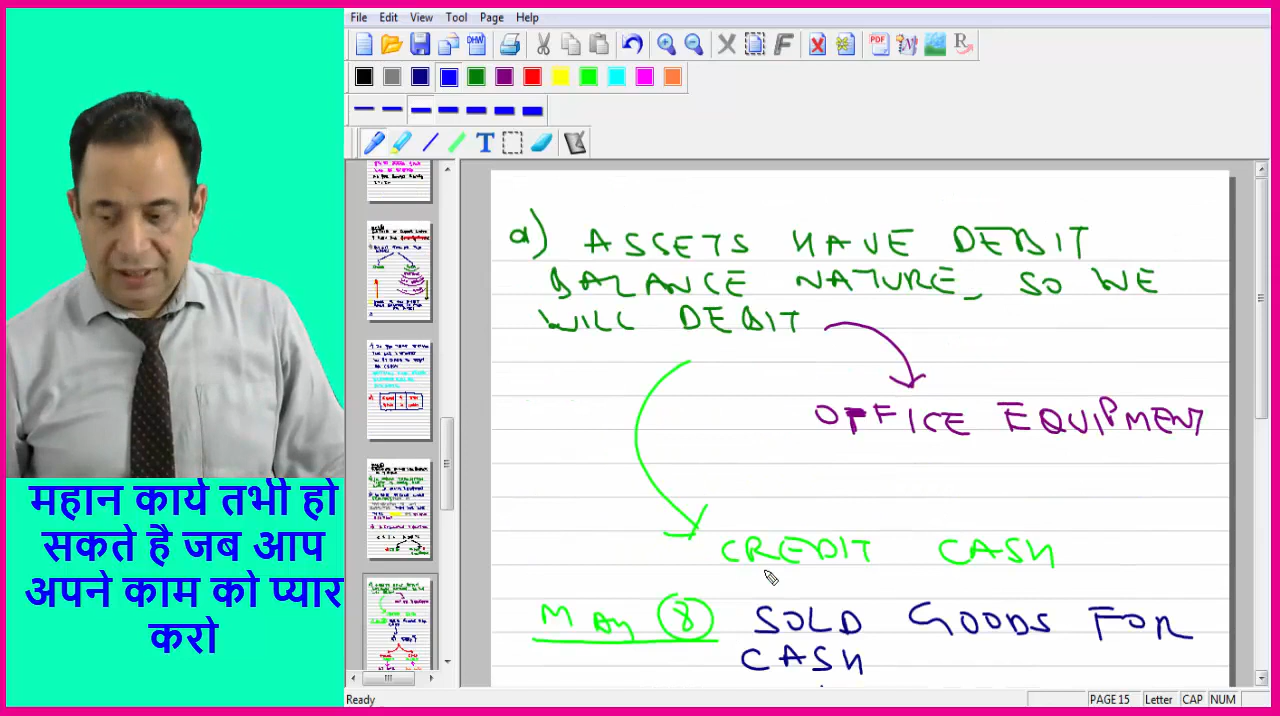 File Edit View Tool Page Help
a) ASSETS HAVE DEBIT
BALANCE NATURE, SO WE
WILL DEBIT
OFFICE EQUIPMENT
CREDIT CASH
May 8 SOLD GOODS FOR
CASH
महान कार्य तभी हो
सकते है जब आप
अपने काम को प्यार
करो
Ready PAGE 15 Letter CAP NUM